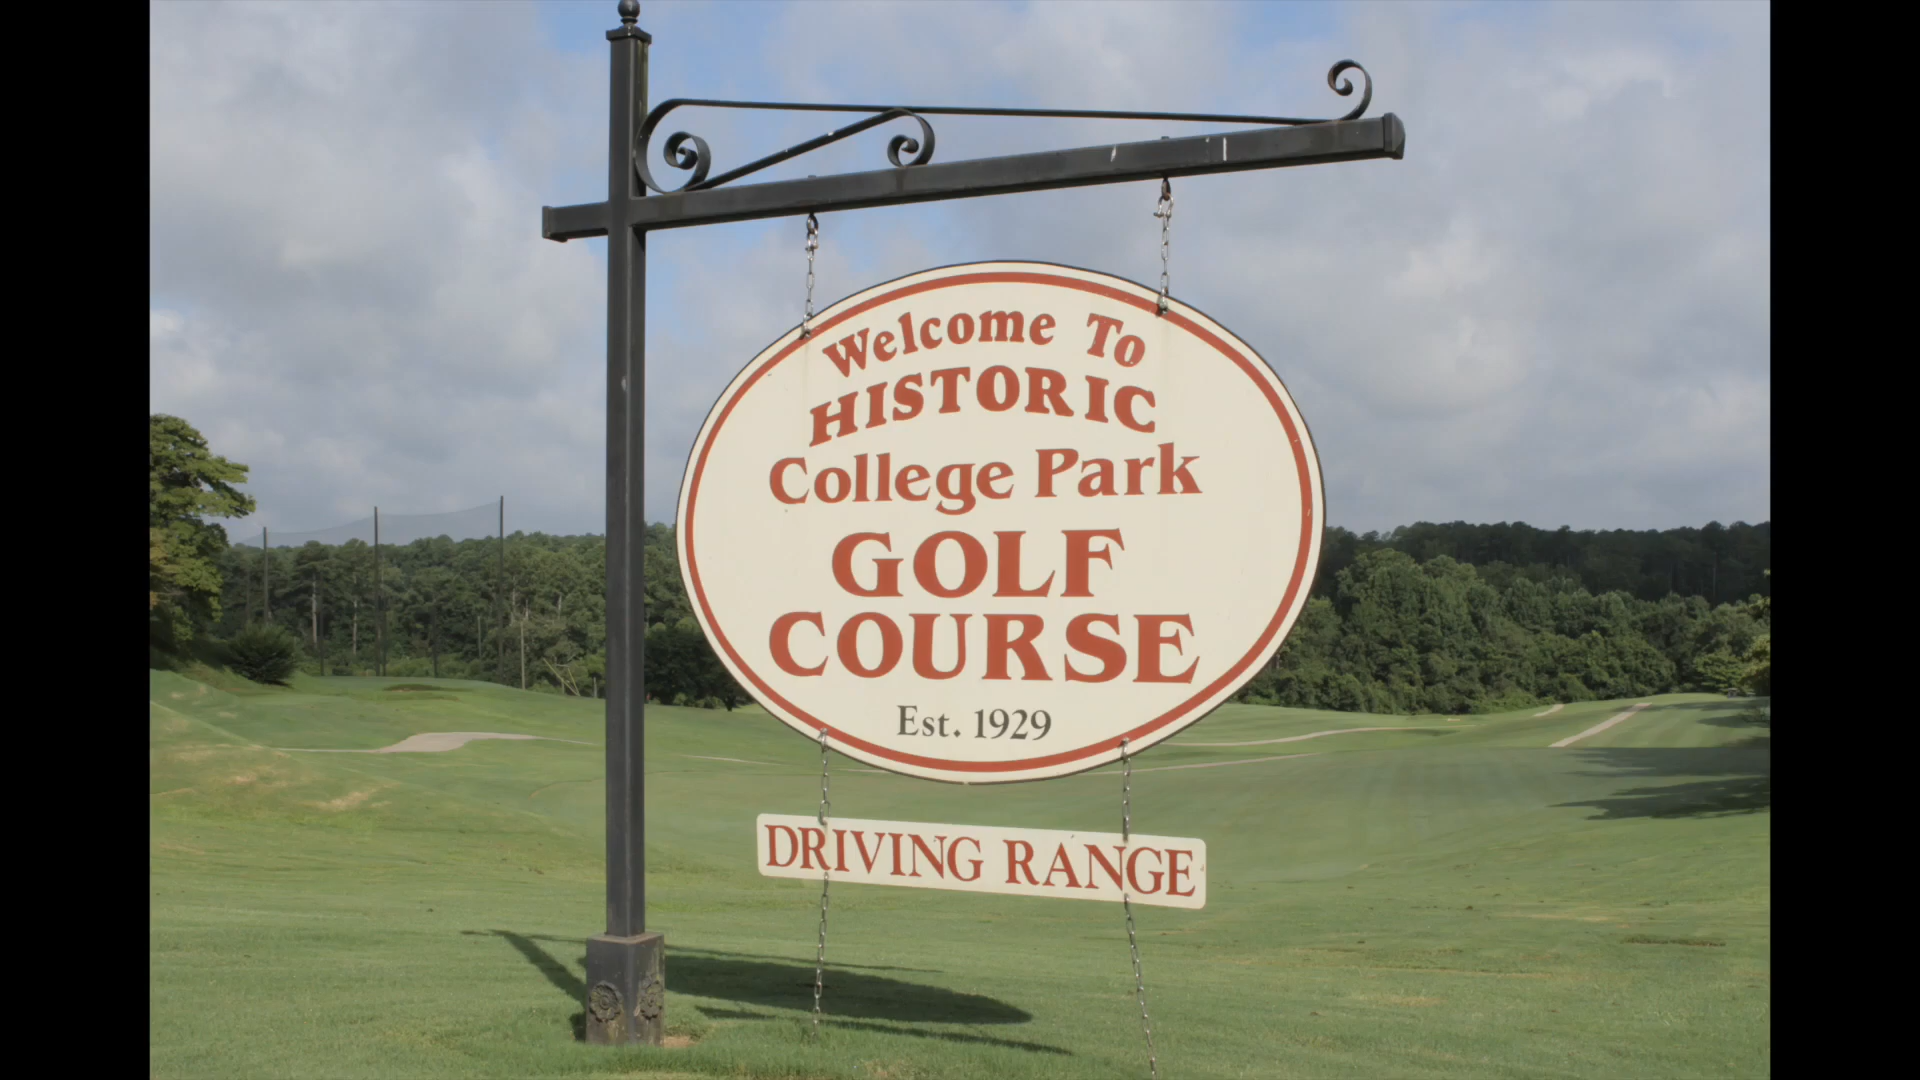 Welcome To
HISTORIC
College Park
GOLF
COURSE
Est. 1929
DRIVING RANGE